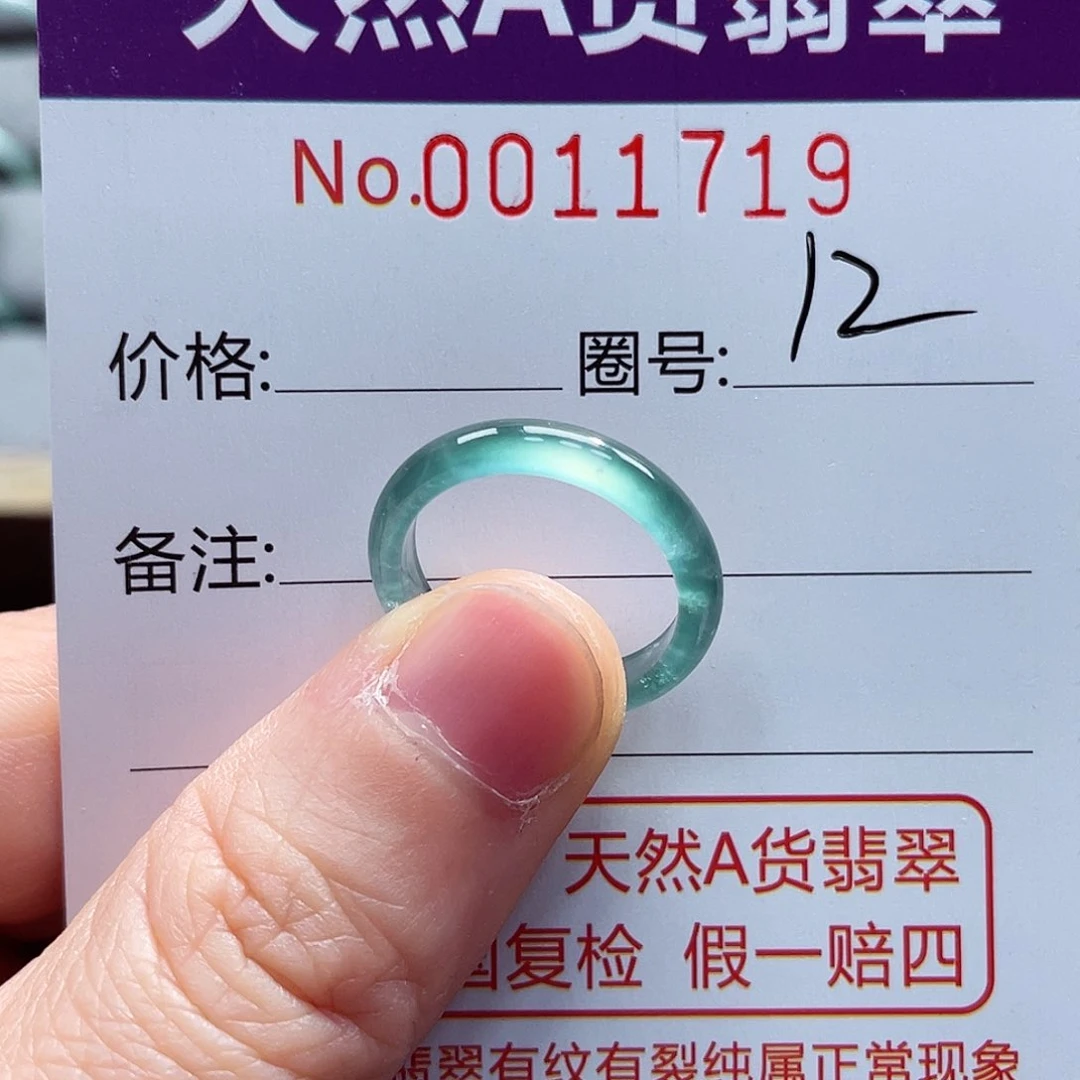 天然A货翡翠
No.0011719
价格: 圈号: 12
备注:
天然A货翡翠
国复检 假一赔四
翡翠有纹有裂纯属正常现象